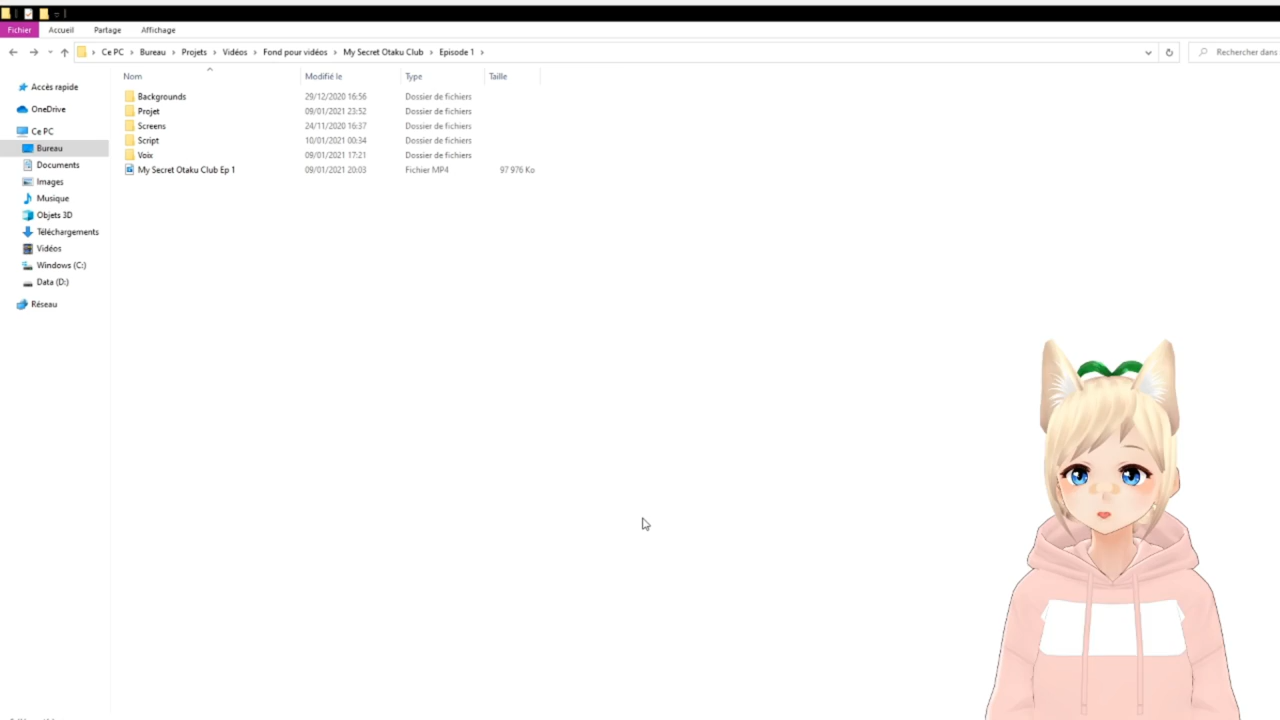 Fichier Accueil Partage Affichage
Ce PC > Bureau > Projets > Vidéos > Fond pour vidéos > My Secret Otaku Club > Episode 1 >
Rechercher dans
Nom Modifié le Type Taille
Accès rapide
OneDrive
Ce PC
Bureau
Documents
Images
Musique
Objets 3D
Téléchargements
Vidéos
Windows (C:)
Data (D:)
Réseau
Backgrounds 29/12/2020 16:56 Dossier de fichiers
Projet 09/01/2021 23:52 Dossier de fichiers
Screens 24/11/2020 16:37 Dossier de fichiers
Script 10/01/2021 00:34 Dossier de fichiers
Voix 09/01/2021 17:21 Dossier de fichiers
My Secret Otaku Club Ep 1 09/01/2021 20:03 Fichier MP4 97 976 Ko